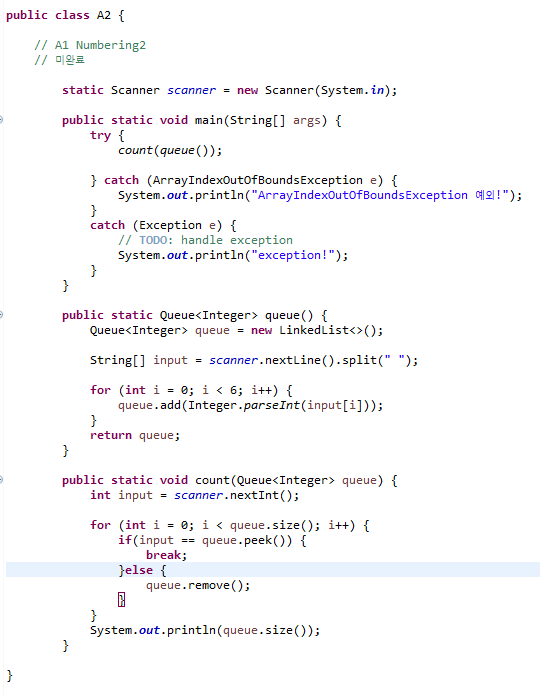 public class A2 {
// A1 Numbering2
// 미완료
static Scanner scanner = new Scanner(System.in);
public static void main(String[] args) {
try {
count(queue());
} catch (ArrayIndexOutOfBoundsException e) {
System.out.println("ArrayIndexOutOfBoundsException 예외!");
}
catch (Exception e) {
// TODO: handle exception
System.out.println("exception!");
}
}
public static Queue<Integer> queue() {
Queue<Integer> queue = new LinkedList<>();
String[] input = scanner.nextLine().split(" ");
for (int i = 0; i < 6; i++) {
queue.add(Integer.parseInt(input[i]));
}
return queue;
}
public static void count(Queue<Integer> queue) {
int input = scanner.nextInt();
for (int i = 0; i < queue.size(); i++) {
if(input == queue.peek()) {
break;
}else {
queue.remove();
}
}
System.out.println(queue.size());
}
}